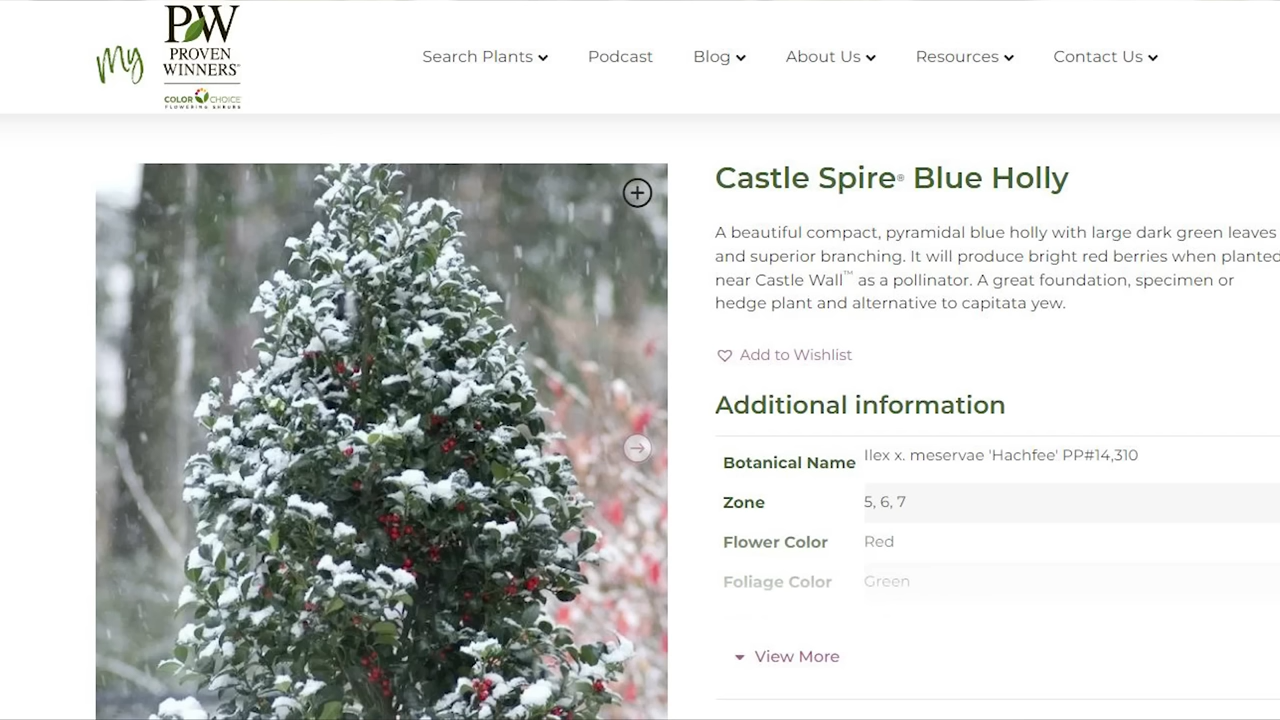 My
PW
PROVEN
WINNERS
COLOR CHOICE
FLOWERING SHRUBS
Search Plants
Podcast
Blog
About Us
Resources
Contact Us
Castle Spire® Blue Holly
A beautiful compact, pyramidal blue holly with large dark green leaves
and superior branching. It will produce bright red berries when planted
near Castle Wall™ as a pollinator. A great foundation, specimen or
hedge plant and alternative to capitata yew.
Add to Wishlist
Additional information
Botanical Name Ilex x. meservae 'Hachfee' PP#14,310
Zone 5, 6, 7
Flower Color Red
Foliage Color Green
View More